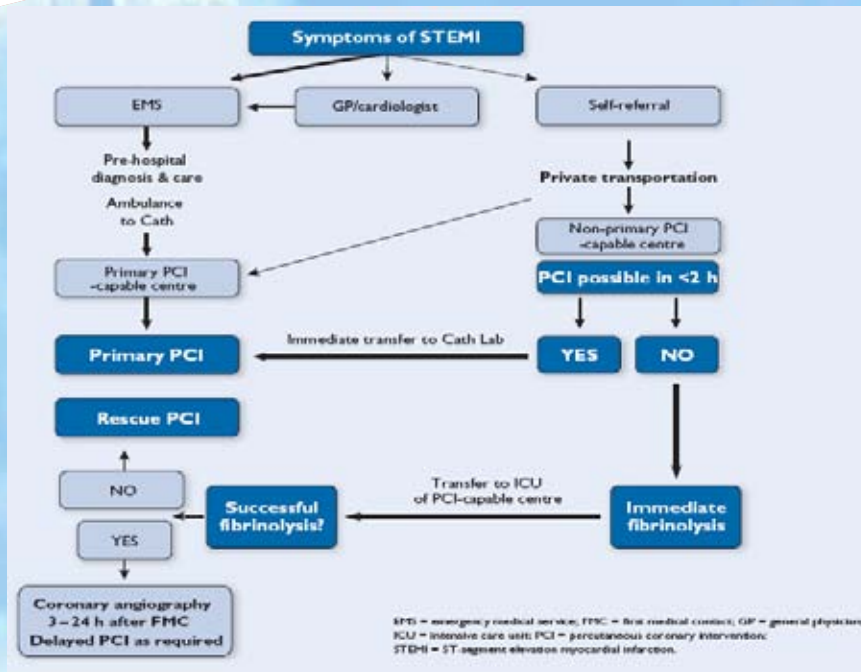 Symptoms of STEMI
EMS
GP/cardiologist
Self-referral
Pre-hospital
diagnosis & care
Ambulance
to Cath
Private transportation
Non-primary PCI
-capable centre
Primary PCI
-capable centre
PCI possible in <2 h
Immediate transfer to Cath Lab
Primary PCI
YES
NO
Rescue PCI
NO
YES
Successful
fibrinolysis?
Transfer to ICU
of PCI-capable centre
Immediate
fibrinolysis
Coronary angiography
3–24 h after FMC
Delayed PCI as required
EMS = emergency medical service; FMC = first medical contact; GP = general physician;
ICU = intensive care unit; PCI = percutaneous coronary intervention;
STEMI = ST-segment elevation myocardial infarction.